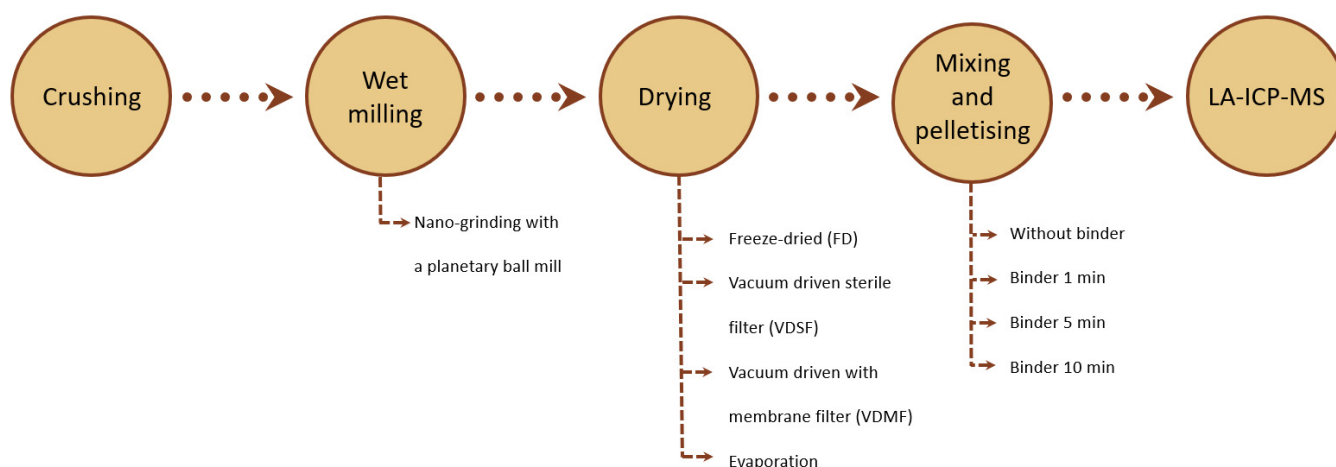 Crushing
Wet
milling
Drying
Mixing
and
pelletising
LA-ICP-MS
Nano-grinding with
a planetary ball mill
Freeze-dried (FD)
Vacuum driven sterile
filter (VDSF)
Vacuum driven with
membrane filter (VDMF)
Evaporation
Without binder
Binder 1 min
Binder 5 min
Binder 10 min